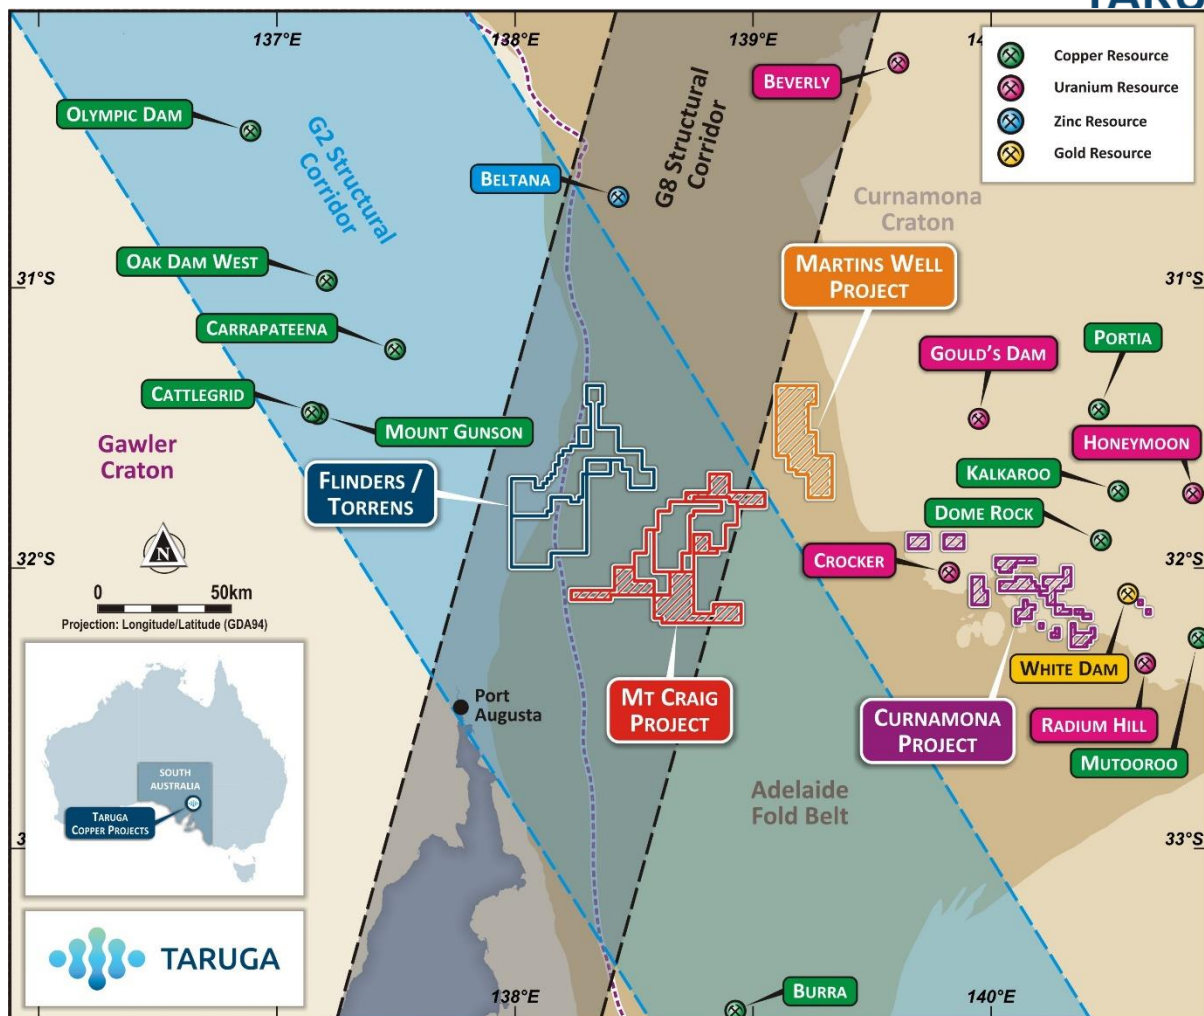 TARU
137°E
138°E
139°E
14
Copper Resource
Uranium Resource
Zinc Resource
Gold Resource
BEVERLY
OLYMPIC DAM
G2 Structural
Corridor
BELTANA
G8 Structural
Corridor
Curnamona
Craton
31°S
31°S
OAK DAM WEST
MARTINS WELL
PROJECT
CARRAPATEENA
GOULD'S DAM
PORTIA
CATTLEGRID
MOUNT GUNSON
HONEYMOON
Gawler
Craton
FLINDERS /
TORRENS
KALKAROO
DOME ROCK
N
32°S
32°S
CROCKER
0
50km
Projection: Longitude/Latitude (GDA94)
WHITE DAM
Port
Augusta
MT CRAIG
PROJECT
CURNAMONA
PROJECT
RADIUM HILL
MUTOOROO
SOUTH
AUSTRALIA
TARUGA
COPPER PROJECTS
Adelaide
Fold Belt
3
33°S
TARUGA
138°E
BURRA
140°E